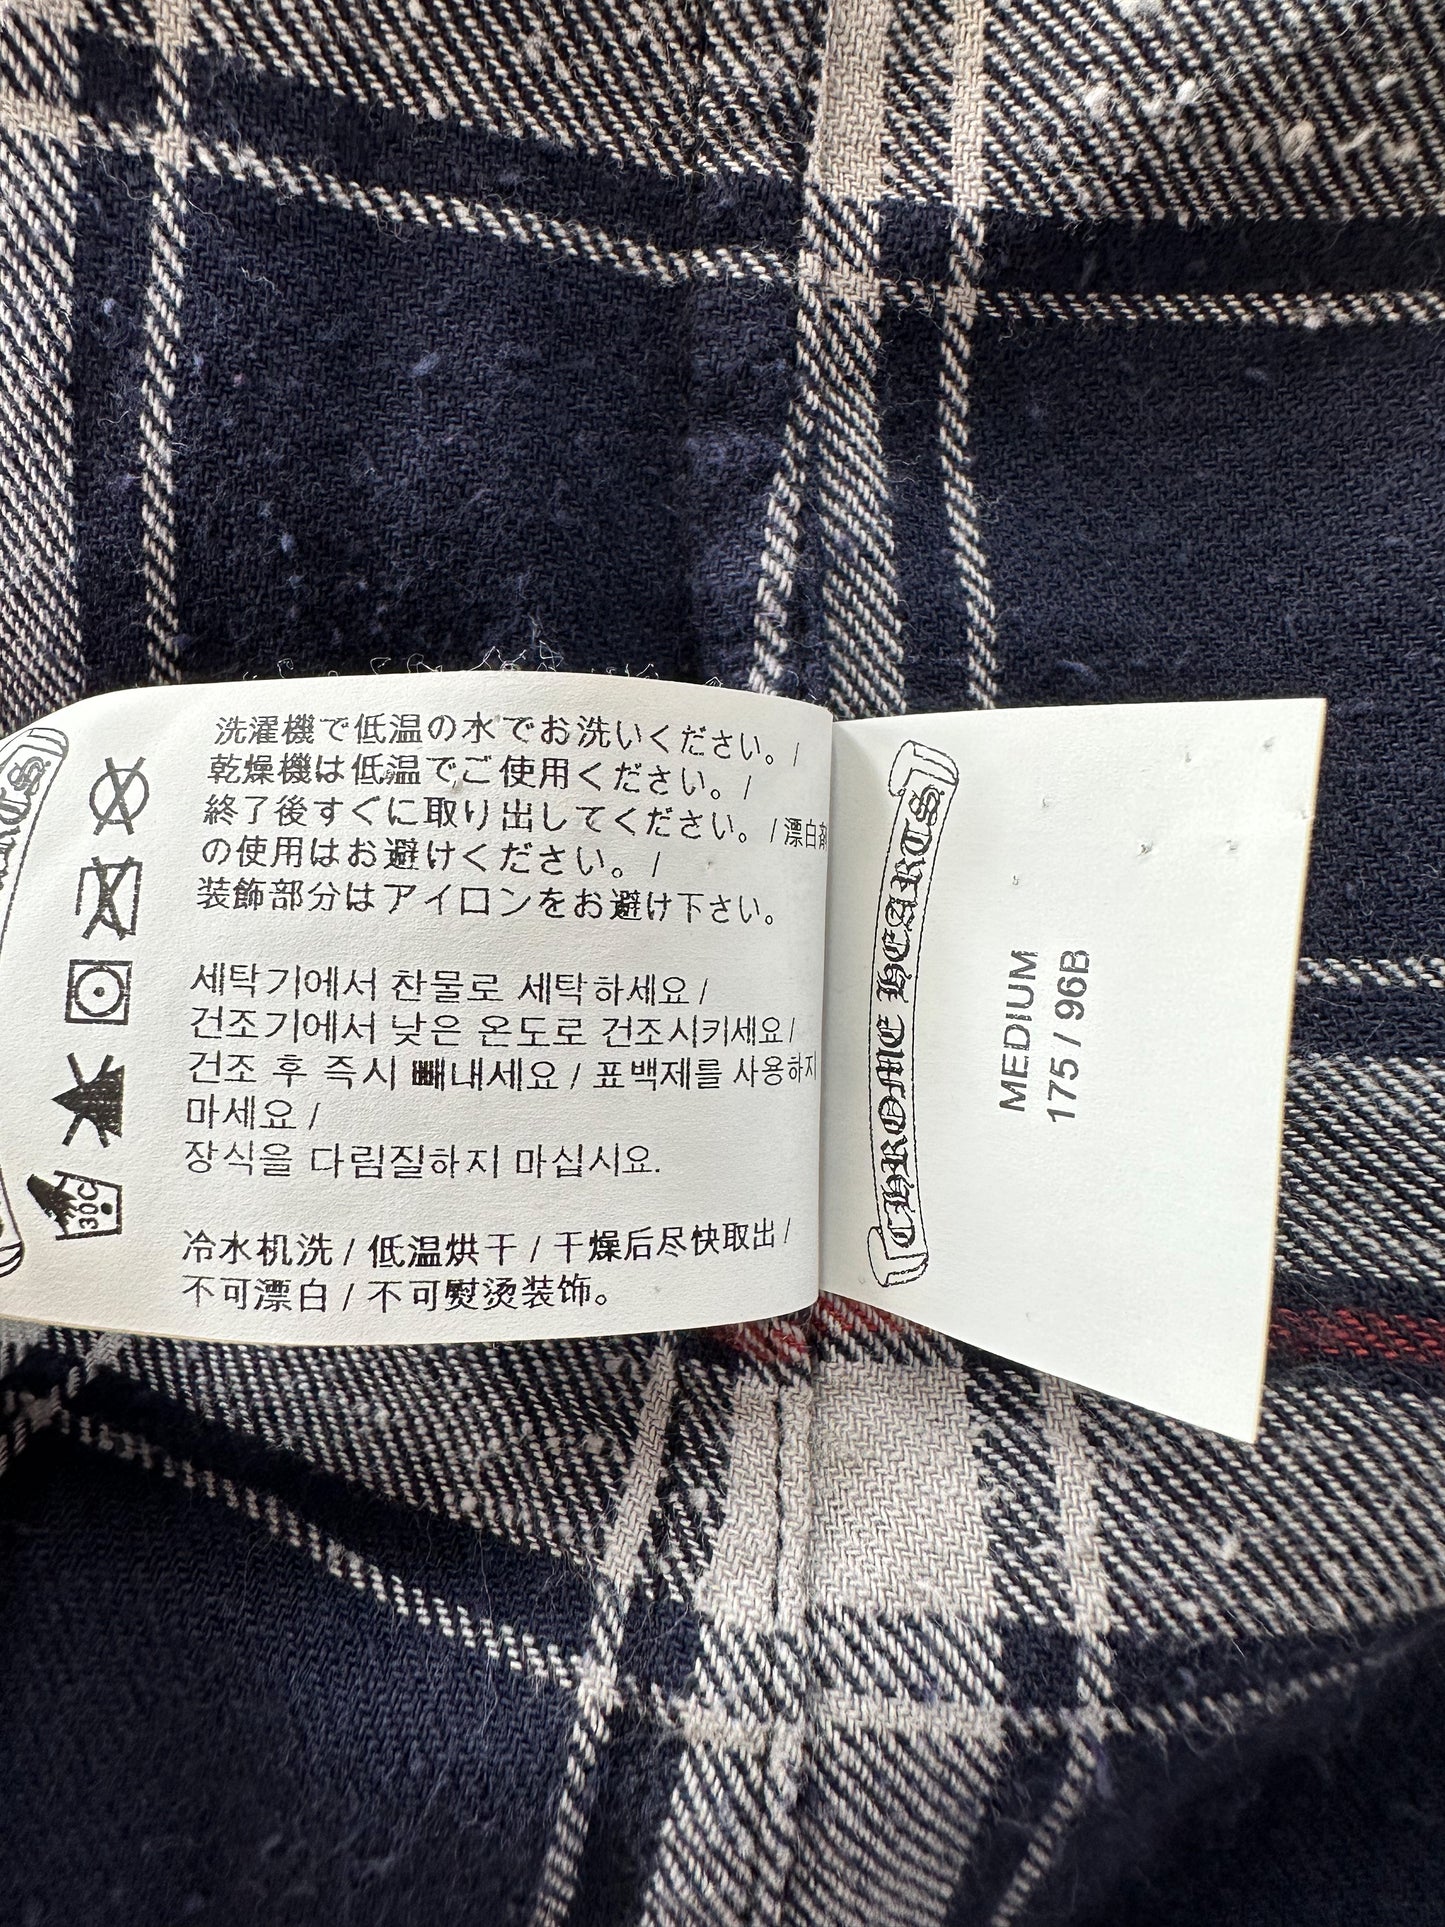 洗濯機で低温の水でお洗いください。/
乾燥機は低温でご使用ください。/
終了後すぐに取り出してください。/漂白剤
の使用はお避けください。/
装飾部分はアイロンをお避け下さい。
세탁기에서 찬물로 세탁하세요/
건조기에서 낮은 온도로 건조시키세요/
건조 후 즉시 빼내세요 / 표백제를 사용하지
마세요 /
장식을 다림질하지 마십시요.
冷水机洗 / 低温烘干 / 干燥后尽快取出 /
不可漂白 / 不可熨烫装饰。
30C
CHROME HEARTS
MEDIUM
175 / 96B